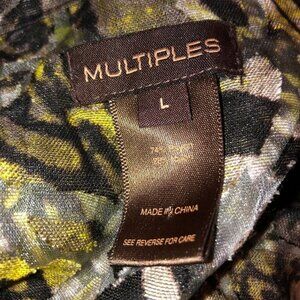 MULTIPLES
L
MADE IN CHINA
SEE REVERSE FOR CARE